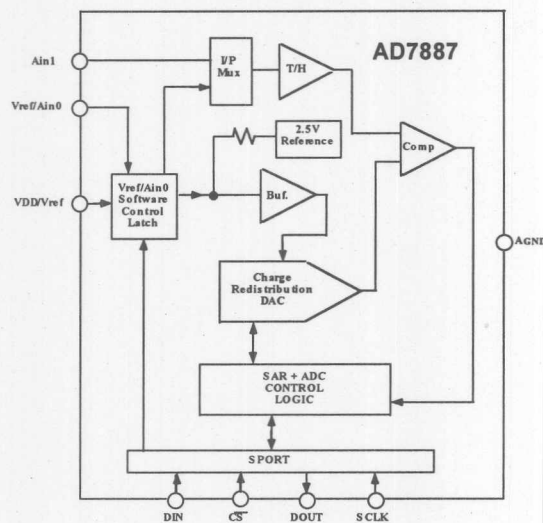 AD7887
Ain1
I/P
Mux
T/H
Vref/Ain0
2.5V
Reference
Comp
VDD/Vref
Vref/Ain0
Software
Control
Latch
Buf.
AGND
Charge
Redistribution
DAC
SAR + ADC
CONTROL
LOGIC
SPORT
DIN
CS
DOUT
SCLK